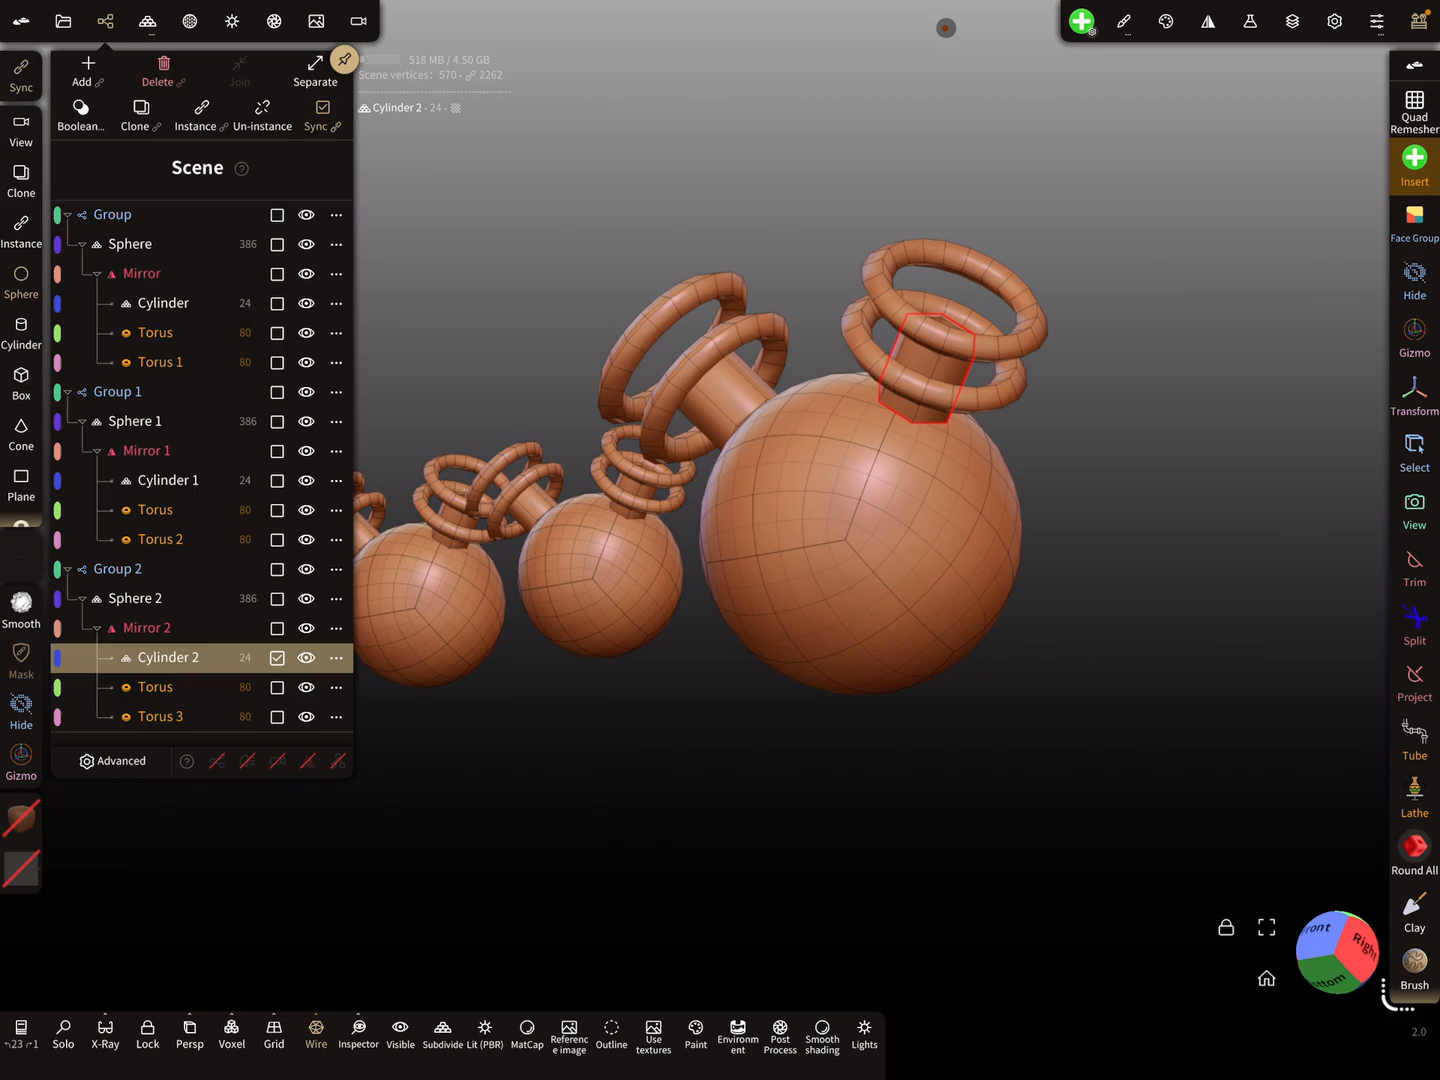 518 MB / 4.50 GB
Scene vertices: 570 · 2262
Cylinder 2 · 24 ·
Sync
View
Clone
Instance
Sphere
Cylinder
Box
Cone
Plane
Smooth
Mask
Hide
Gizmo
Add
Delete
Join
Separate
Boolean...
Clone
Instance
Un-instance
Sync
Scene
Group
Sphere 386
Mirror
Cylinder 24
Torus 80
Torus 1 80
Group 1
Sphere 1 386
Mirror 1
Cylinder 1 24
Torus 80
Torus 2 80
Group 2
Sphere 2 386
Mirror 2
Cylinder 2 24
Torus 80
Torus 3 80
Advanced
Quad
Remesher
Insert
Face Group
Hide
Gizmo
Transform
Select
View
Trim
Split
Project
Tube
Lathe
Round All
Clay
Brush
2.0
Front
Right
Bottom
23 1
Solo
X-Ray
Lock
Persp
Voxel
Grid
Wire
Inspector
Visible
Subdivide
Lit (PBR)
MatCap
Referenc
e image
Outline
Use
textures
Paint
Environm
ent
Post
Process
Smooth
shading
Lights